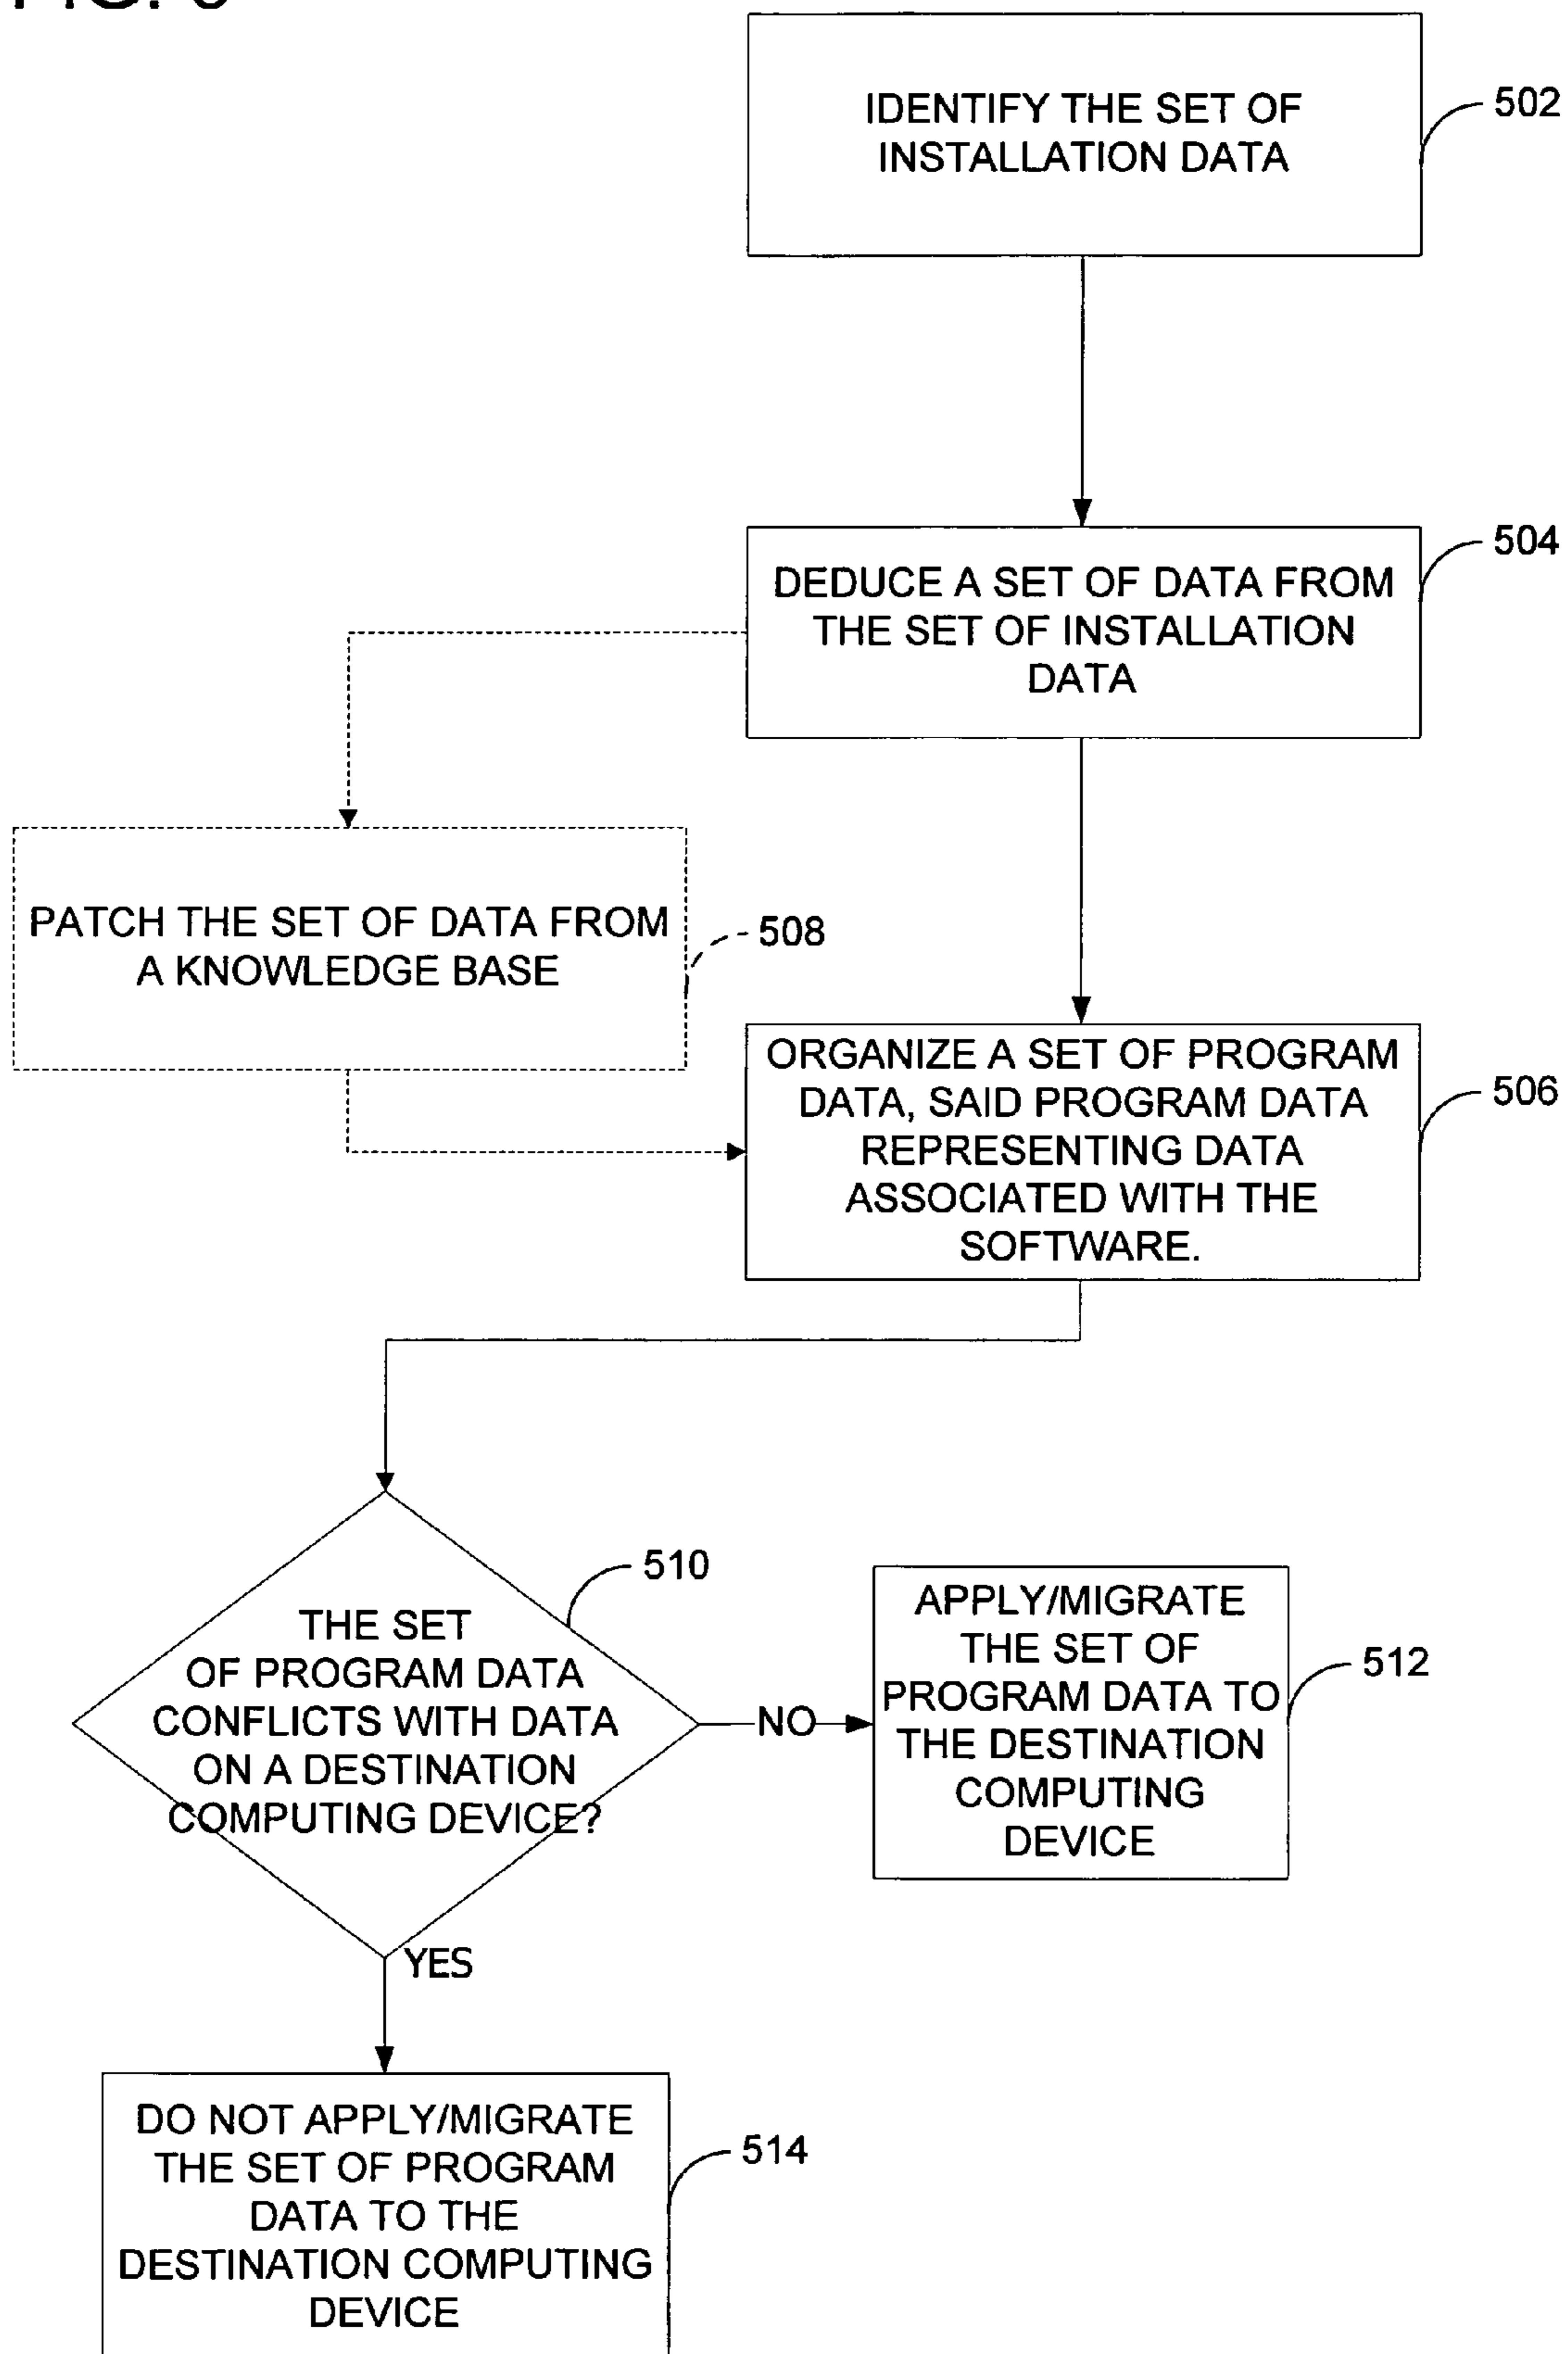 FIG.
IDENTIFY THE SET OF
INSTALLATION DATA
502
504
DEDUCE A SET OF DATA FROM
THE SET OF INSTALLATION
DATA
PATCH THE SET OF DATA FROM
A KNOWLEDGE BASE
508
ORGANIZE A SET OF PROGRAM
DATA, SAID PROGRAM DATA
REPRESENTING DATA
ASSOCIATED WITH THE
SOFTWARE.
506
510
THE SET
OF PROGRAM DATA
CONFLICTS WITH DATA
ON A DESTINATION
COMPUTING DEVICE?
NO
APPLY/MIGRATE
THE SET OF
PROGRAM DATA TO
THE DESTINATION
COMPUTING
DEVICE
512
YES
DO NOT APPLY/MIGRATE
THE SET OF PROGRAM
DATA TO THE
DESTINATION COMPUTING
DEVICE
514